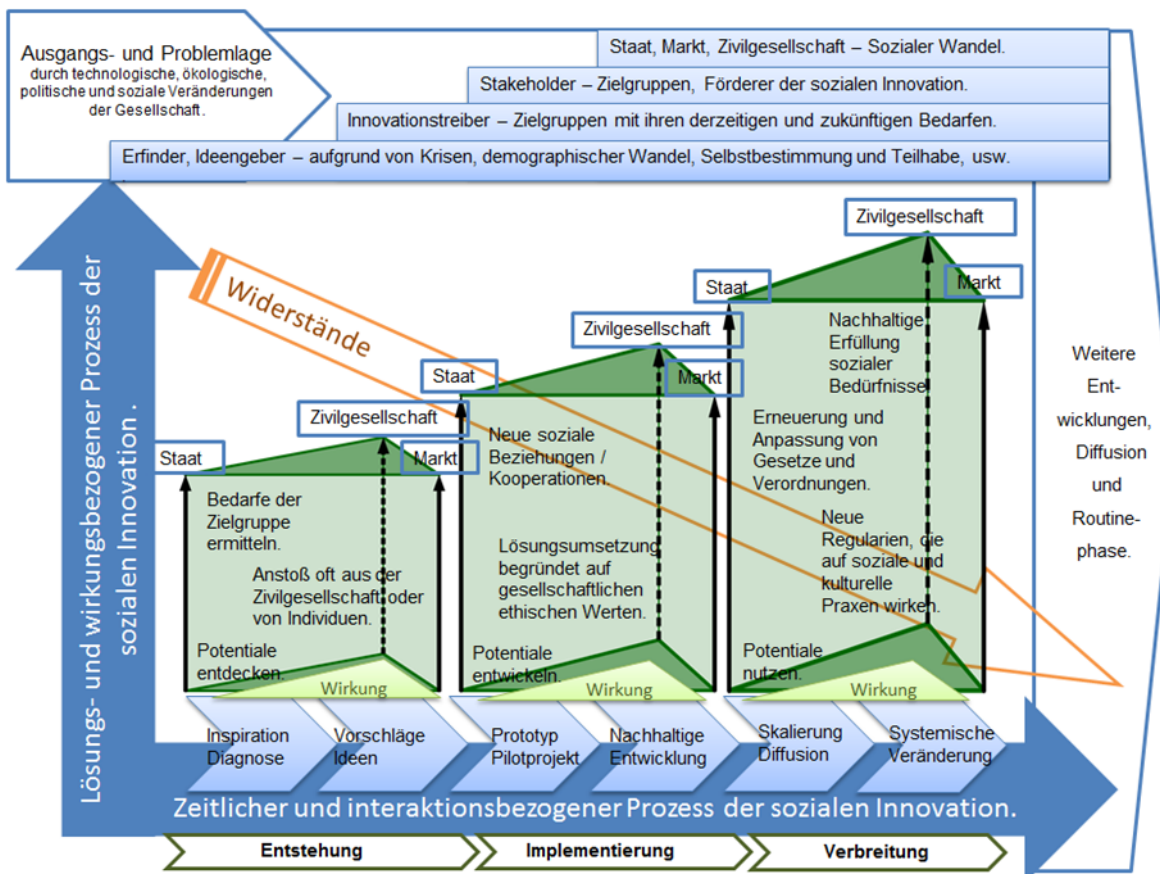 Ausgangs- und Problemlage
durch technologische, ökologische,
politische und soziale Veränderungen
der Gesellschaft.
Staat, Markt, Zivilgesellschaft – Sozialer Wandel.
Stakeholder – Zielgruppen, Förderer der sozialen Innovation.
Innovationstreiber – Zielgruppen mit ihren derzeitigen und zukünftigen Bedarfen.
Erfinder, Ideengeber – aufgrund von Krisen, demographischer Wandel, Selbstbestimmung und Teilhabe, usw.
Lösungs- und wirkungsbezogener Prozess der
sozialen Innovation .
Widerstände
Zivilgesellschaft
Staat
Markt
Bedarfe der
Zielgruppe
ermitteln.
Anstoß oft aus der
Zivilgesellschaft oder
von Individuen.
Potentiale
entdecken.
Wirkung
Zivilgesellschaft
Staat
Markt
Neue soziale
Beziehungen /
Kooperationen.
Lösungsumsetzung
begründet auf
gesellschaftlichen
ethischen Werten.
Potentiale
entwickeln.
Wirkung
Zivilgesellschaft
Staat
Markt
Nachhaltige
Erfüllung
sozialer
Bedürfnisse
Erneuerung und
Anpassung von
Gesetze und
Verordnungen.
Neue
Regularien, die
auf soziale und
kulturelle
Praxen wirken.
Potentiale
nutzen.
Wirkung
Weitere
Ent-
wicklungen,
Diffusion
und
Routine-
phase.
Inspiration
Diagnose
Vorschläge
Ideen
Prototyp
Pilotprojekt
Nachhaltige
Entwicklung
Skalierung
Diffusion
Systemische
Veränderung
Zeitlicher und interaktionsbezogener Prozess der sozialen Innovation.
Entstehung
Implementierung
Verbreitung